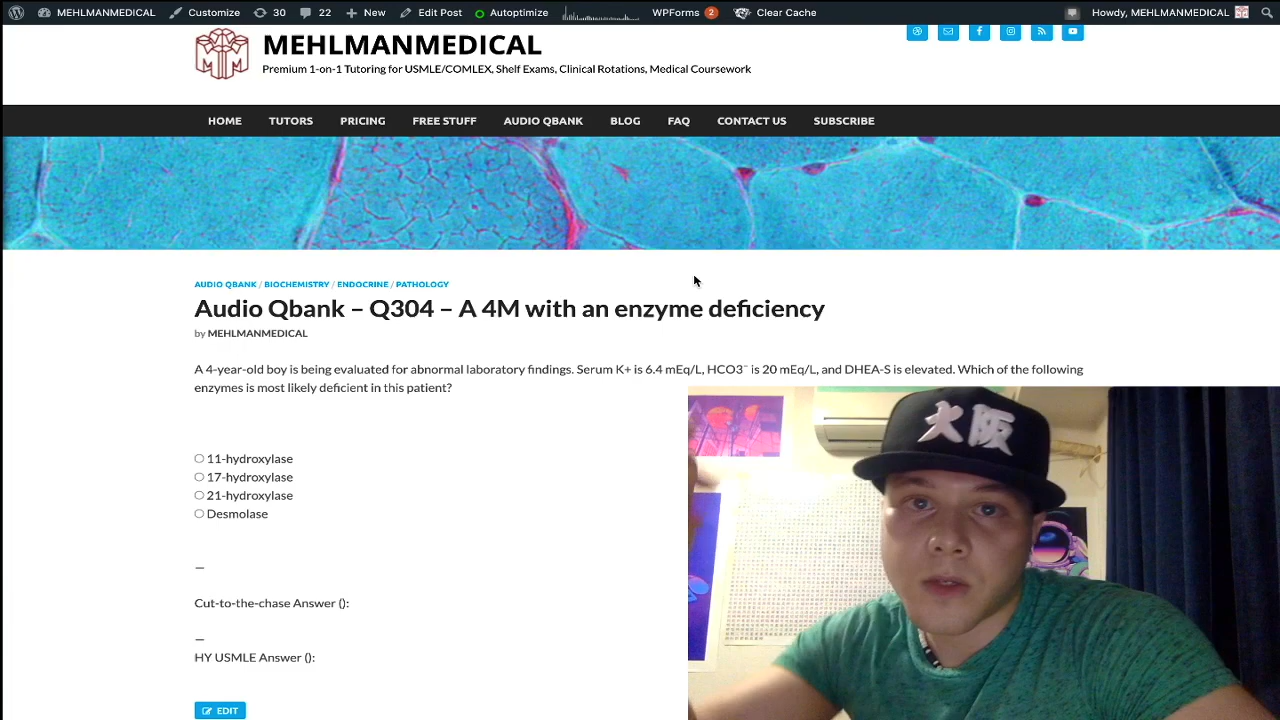 MEHLMANMEDICAL Customize 30 22 New Edit Post Autoptimize WPForms 2 Clear Cache Howdy, MEHLMANMEDICAL
MEHLMANMEDICAL
Premium 1-on-1 Tutoring for USMLE/COMLEX, Shelf Exams, Clinical Rotations, Medical Coursework
HOME TUTORS PRICING FREE STUFF AUDIO QBANK BLOG FAQ CONTACT US SUBSCRIBE
AUDIO QBANK / BIOCHEMISTRY / ENDOCRINE / PATHOLOGY
Audio Qbank – Q304 – A 4M with an enzyme deficiency
by MEHLMANMEDICAL
A 4-year-old boy is being evaluated for abnormal laboratory findings. Serum K+ is 6.4 mEq/L, HCO3⁻ is 20 mEq/L, and DHEA-S is elevated. Which of the following
enzymes is most likely deficient in this patient?
11-hydroxylase
17-hydroxylase
21-hydroxylase
Desmolase
—
Cut-to-the-chase Answer ():
—
HY USMLE Answer ():
EDIT
大阪